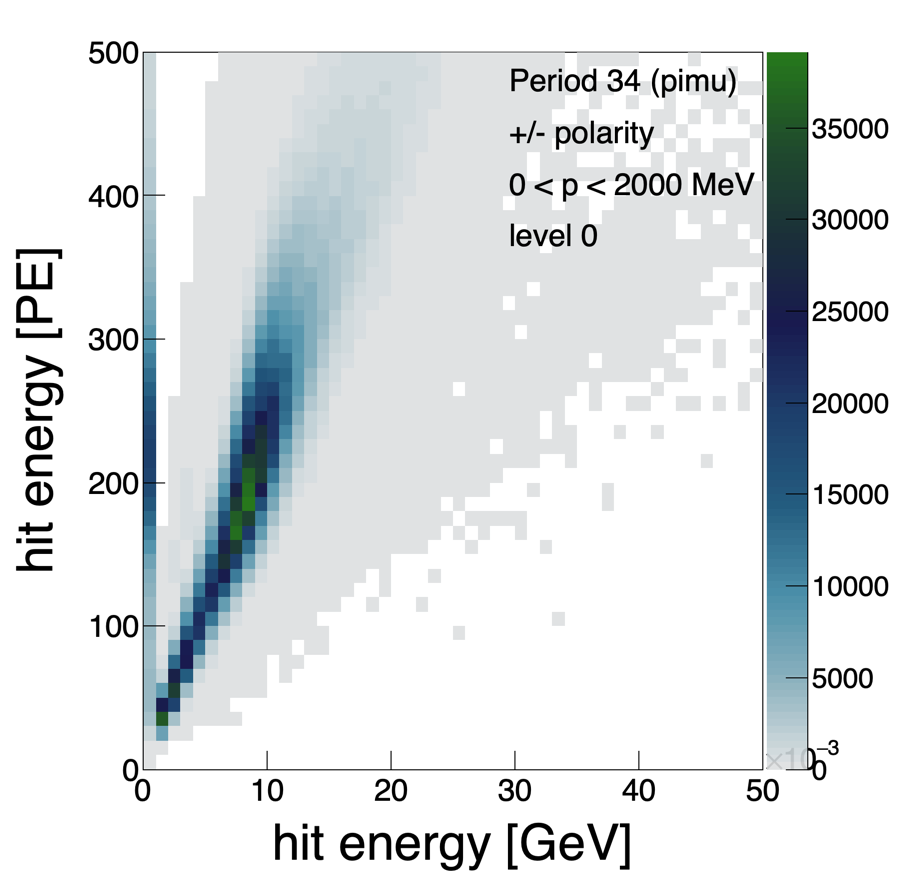 500
400
300
200
100
0
hit energy [PE]
Period 34 (pimu)
+/- polarity
0 < p < 2000 MeV
level 0
35000
30000
25000
20000
15000
10000
5000
0
×10⁻³
0 10 20 30 40 50
hit energy [GeV]